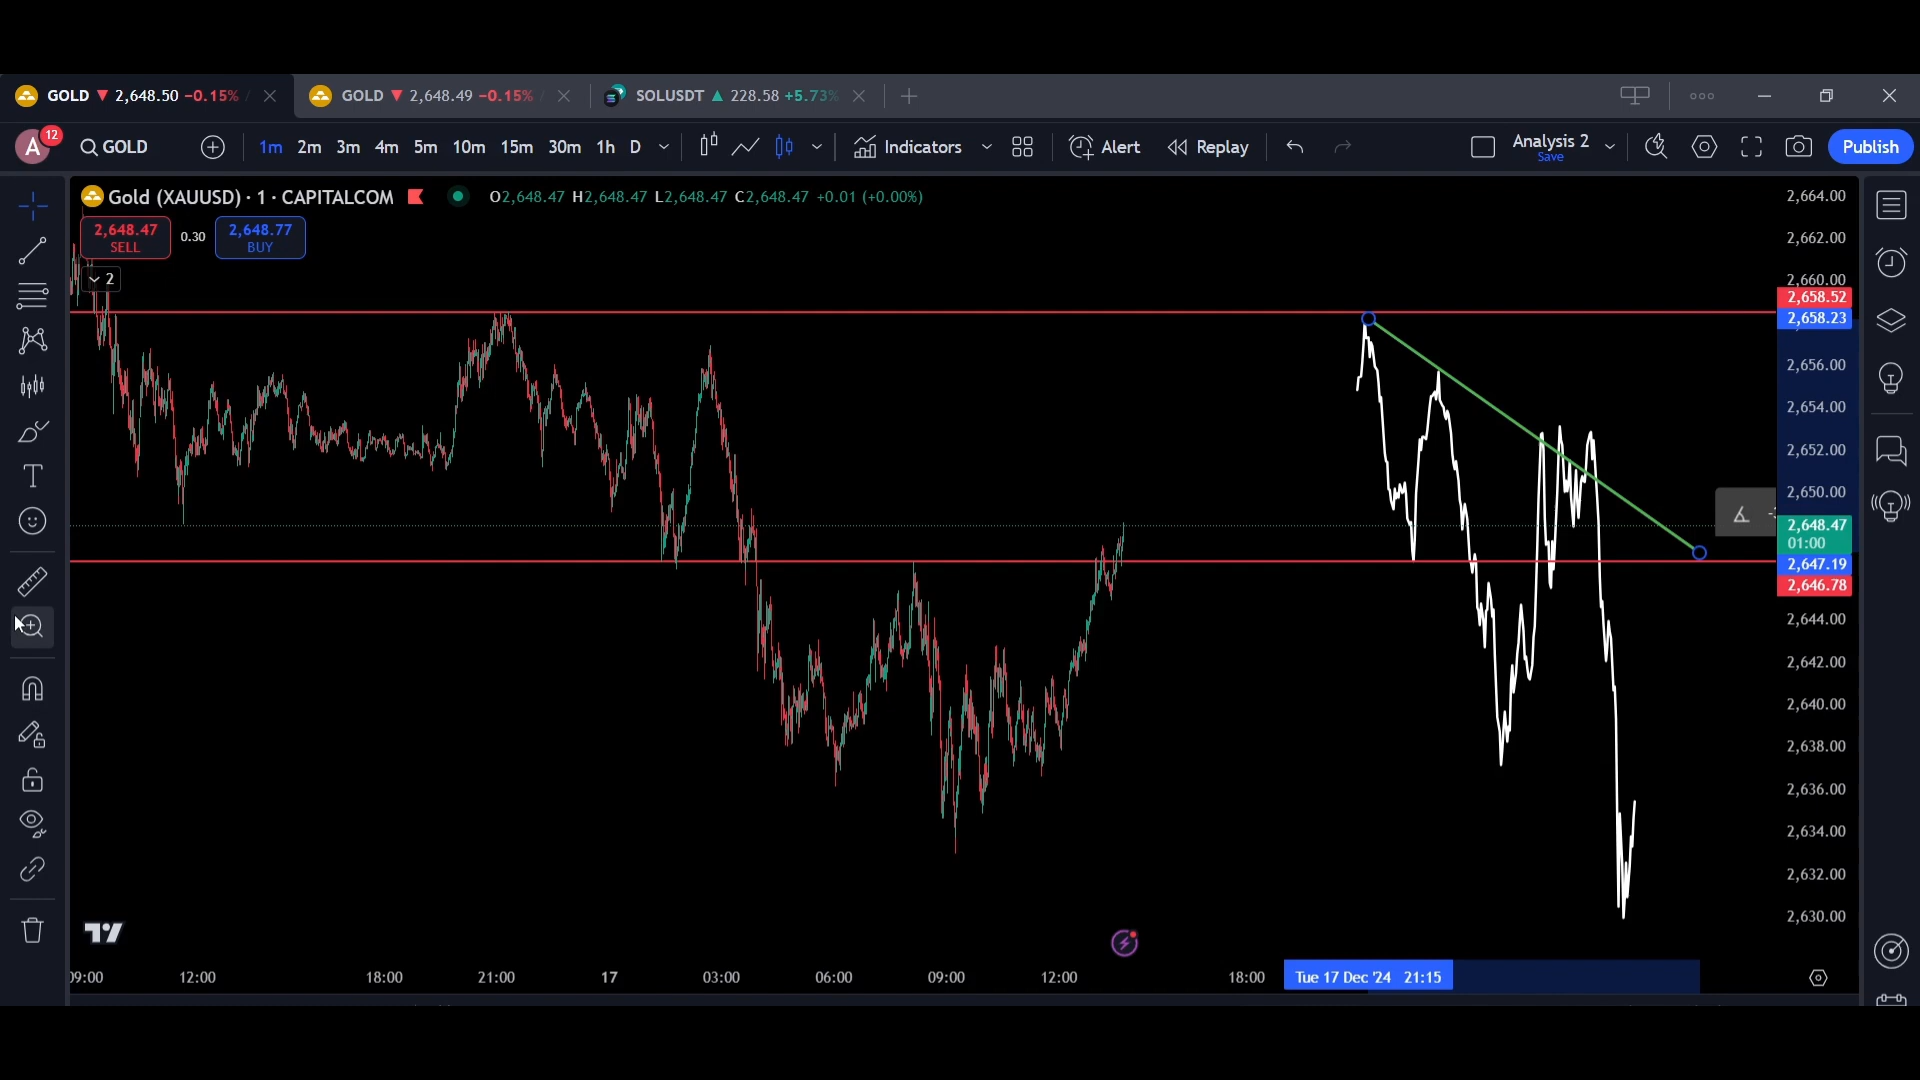 GOLD 2,648.50 −0.15% /
GOLD 2,648.49 −0.15% /
SOLUSDT 228.58 +5.73%
A 12
GOLD
1m 2m 3m 4m 5m 10m 15m 30m 1h D
Indicators
Alert
Replay
Analysis 2
Save
Publish
Gold (XAUUSD) · 1 · CAPITALCOM
O2,648.47 H2,648.47 L2,648.47 C2,648.47 +0.01 (+0.00%)
2,648.47
SELL
0.30
2,648.77
BUY
2
2,664.00
2,662.00
2,660.00
2,658.52
2,658.23
2,656.00
2,654.00
2,652.00
2,650.00
2,648.47
01:00
2,647.19
2,646.78
2,644.00
2,642.00
2,640.00
2,638.00
2,636.00
2,634.00
2,632.00
2,630.00
09:00 12:00 18:00 21:00 17 03:00 06:00 09:00 12:00 18:00 Tue 17 Dec '24 21:15